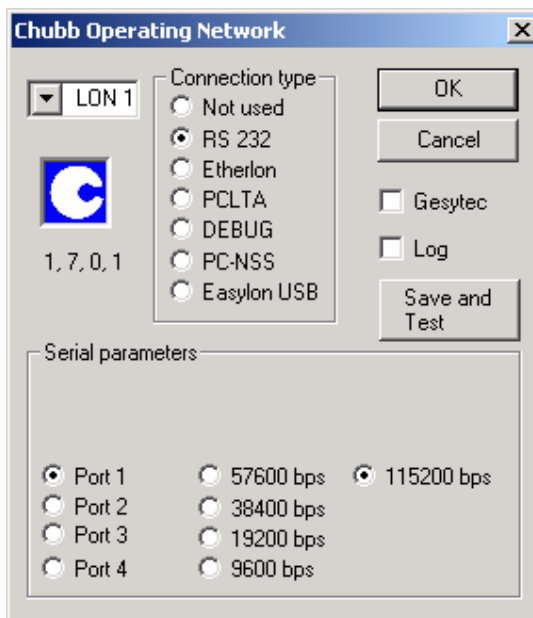 Chubb Operating Network
LON 1
1, 7, 0, 1
Connection type
Not used
RS 232
Etherlon
PCLTA
DEBUG
PC-NSS
Easylon USB
OK
Cancel
Gesytec
Log
Save and
Test
Serial parameters
Port 1
Port 2
Port 3
Port 4
57600 bps
38400 bps
19200 bps
9600 bps
115200 bps